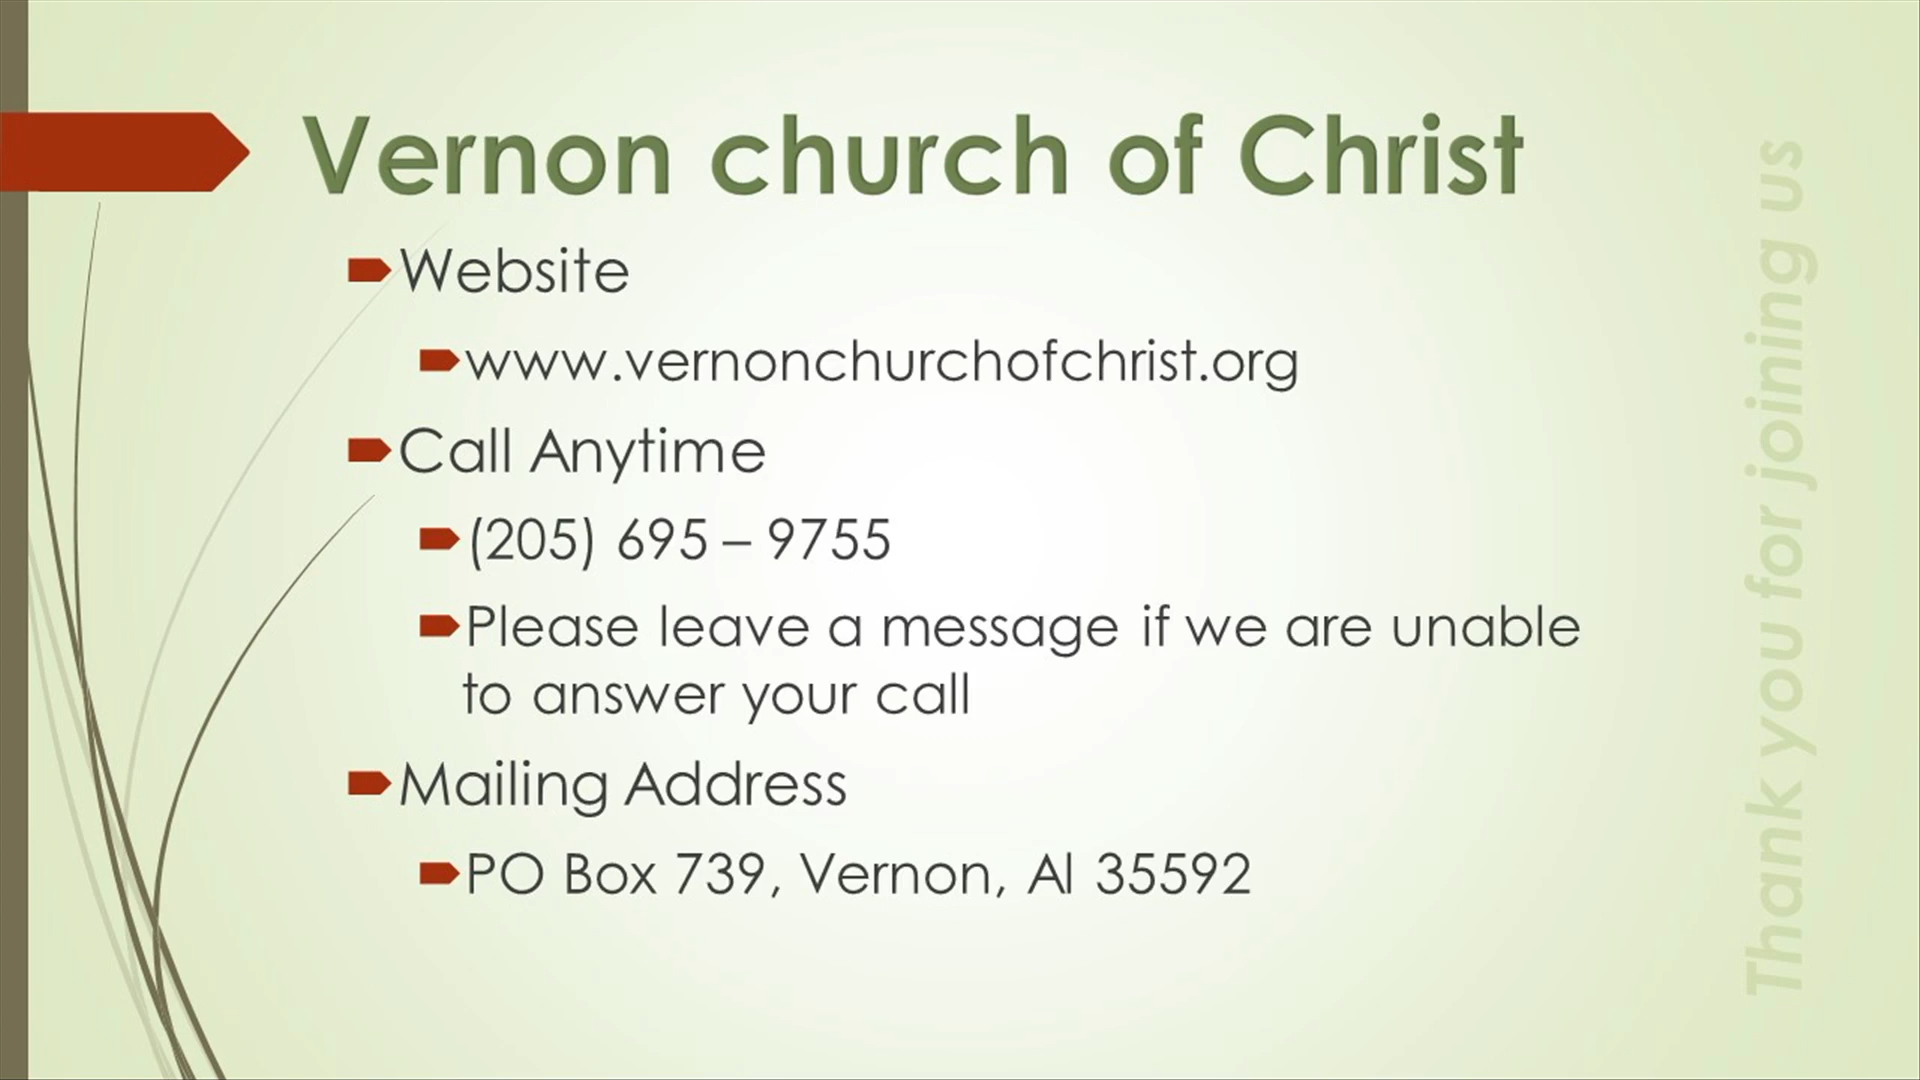 Vernon church of Christ
Website
www.vernonchurchofchrist.org
Call Anytime
(205) 695 – 9755
Please leave a message if we are unable
to answer your call
Mailing Address
PO Box 739, Vernon, Al 35592
Thank you for joining us